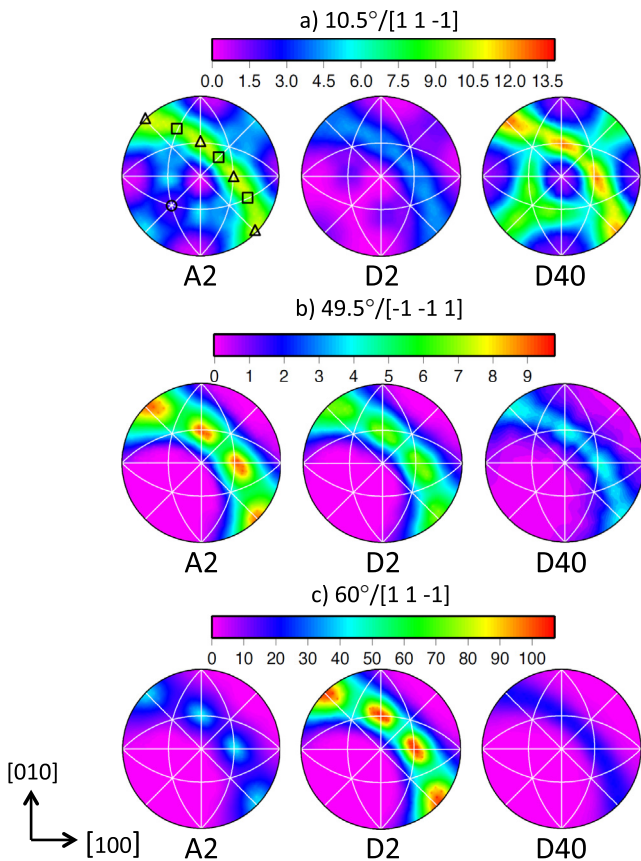 a) 10.5°/[1 1 -1]
0.0 1.5 3.0 4.5 6.0 7.5 9.0 10.5 12.0 13.5
A2 D2 D40
b) 49.5°/[-1 -1 1]
0 1 2 3 4 5 6 7 8 9
A2 D2 D40
c) 60°/[1 1 -1]
0 10 20 30 40 50 60 70 80 90 100
[010]
[100]
A2 D2 D40